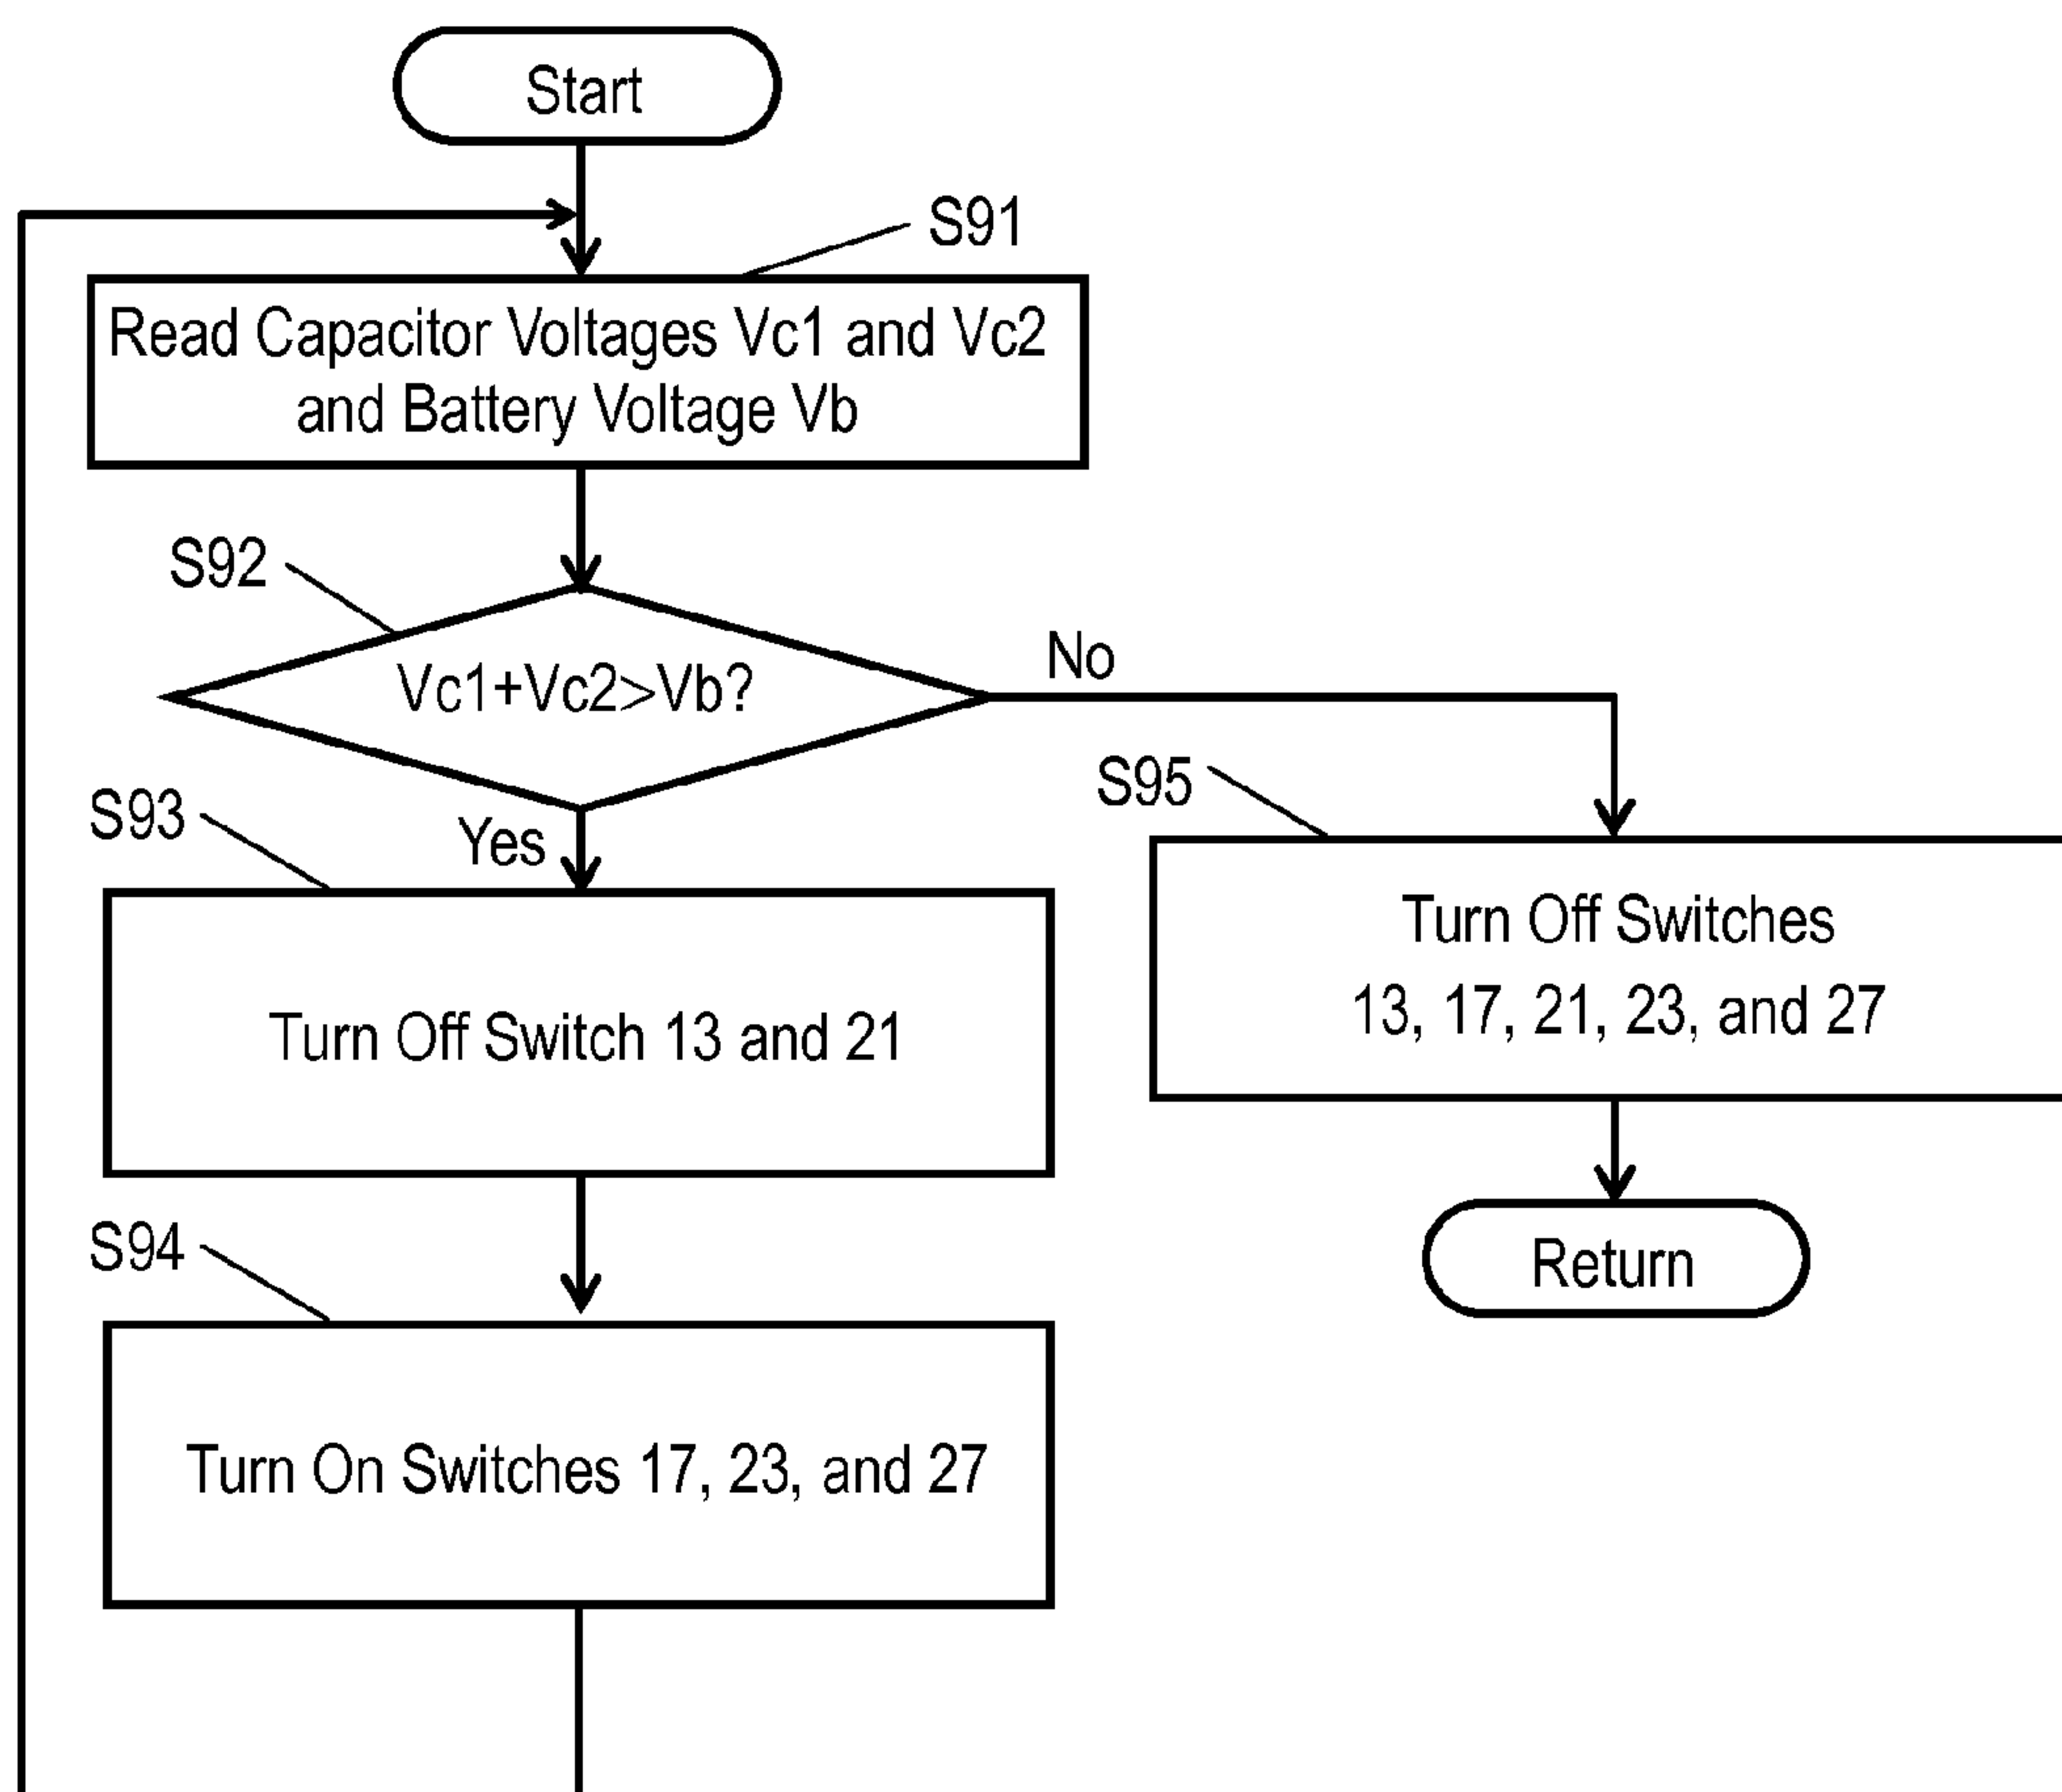 Start
S91
Read Capacitor Voltages Vc1 and Vc2
and Battery Voltage Vb
S92
Vc1+Vc2>Vb?
No
Yes
S93
Turn Off Switch 13 and 21
S94
Turn On Switches 17, 23, and 27
S95
Turn Off Switches
13, 17, 21, 23, and 27
Return